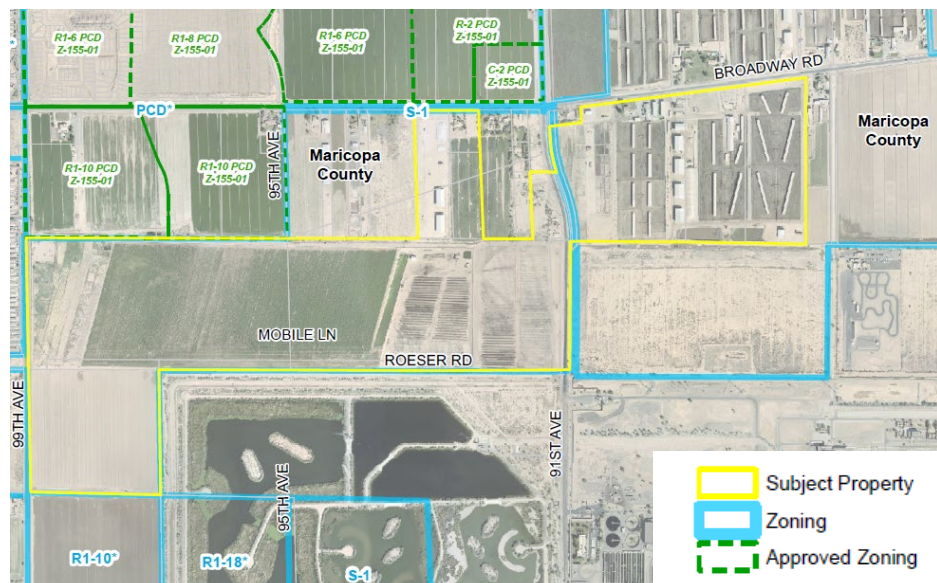 R1-6 PCD
Z-155-01
R1-8 PCD
Z-155-01
R1-6 PCD
Z-155-01
R-2 PCD
Z-155-01
C-2 PCD
Z-155-01
BROADWAY RD
PCD*
S-1
R1-10 PCD
Z-155-01
R1-10 PCD
Z-155-01
95TH AVE
Maricopa
County
Maricopa
County
MOBILE LN
ROESER RD
99TH AVE
91ST AVE
95TH AVE
R1-10*
R1-18*
S-1
Subject Property
Zoning
Approved Zoning